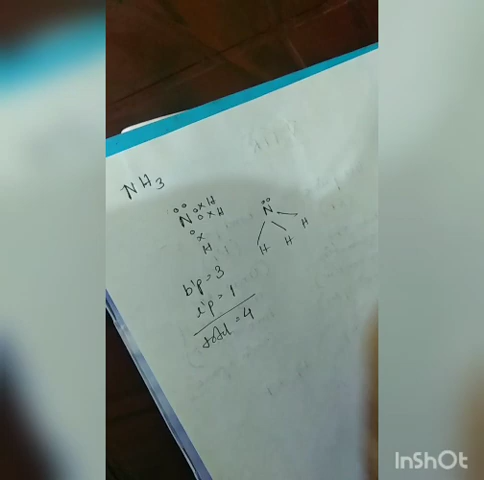 NH3
N H
H
H
N
H H H
b'p = 3
l'p = 1
total = 4
InShOt